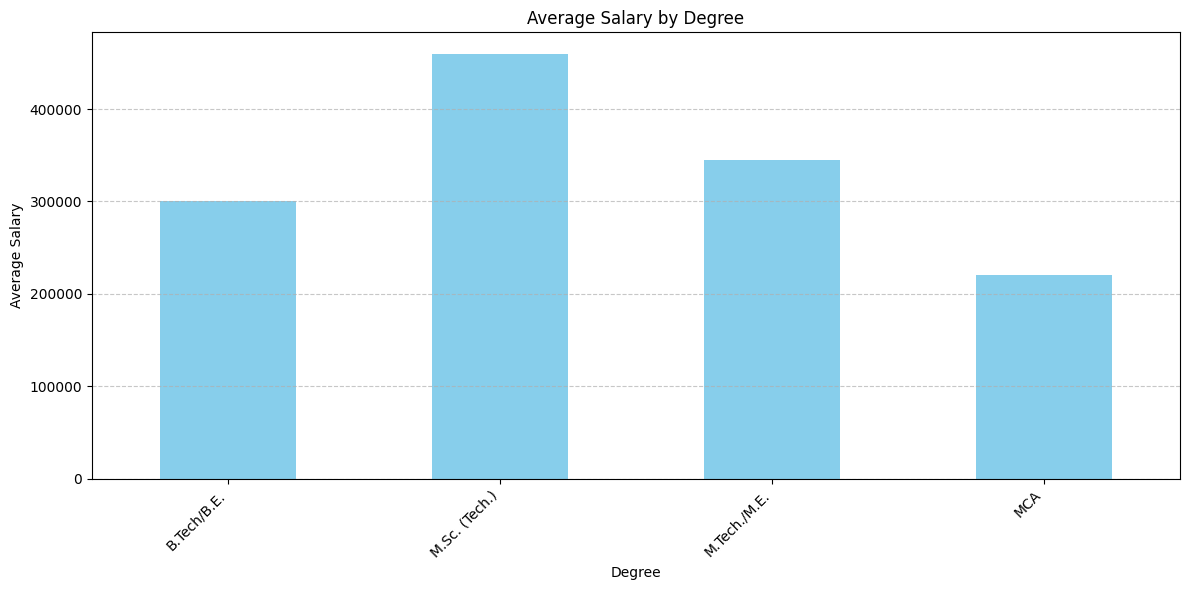 Average Salary by Degree
Average Salary
400000
300000
200000
100000
0
B.Tech/B.E.
M.Sc. (Tech.)
M.Tech./M.E.
MCA
Degree